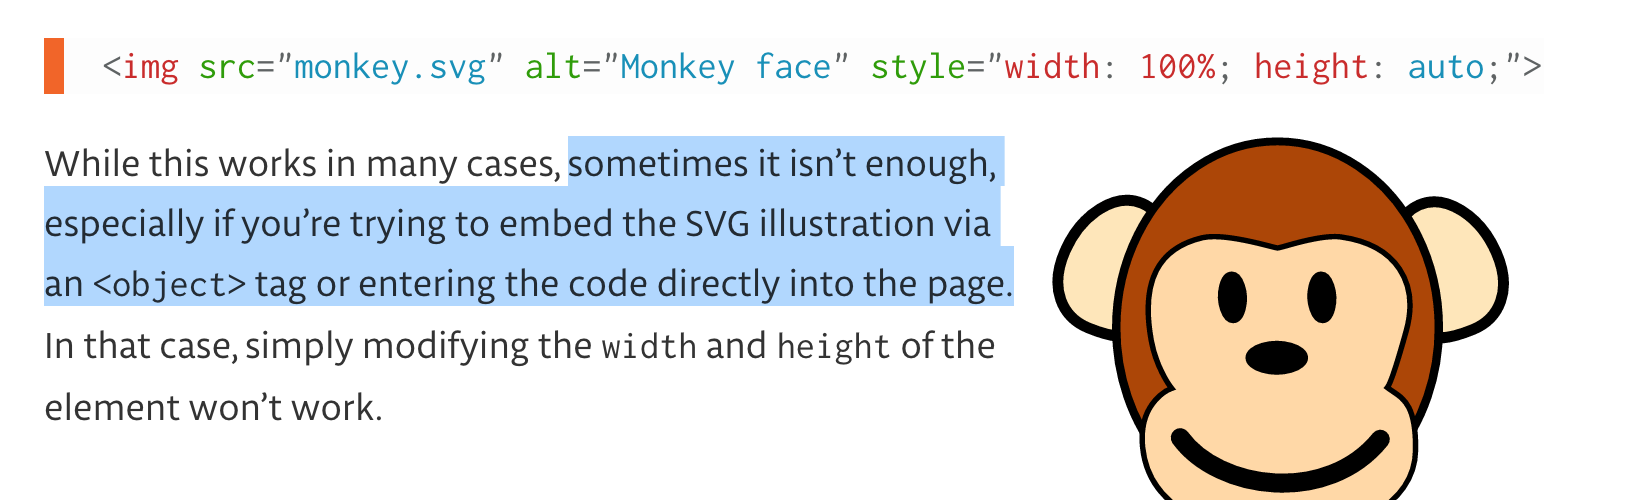 <img src="monkey.svg" alt="Monkey face" style="width: 100%; height: auto;">
While this works in many cases, sometimes it isn’t enough,
especially if you’re trying to embed the SVG illustration via
an <object> tag or entering the code directly into the page.
In that case, simply modifying the width and height of the
element won’t work.